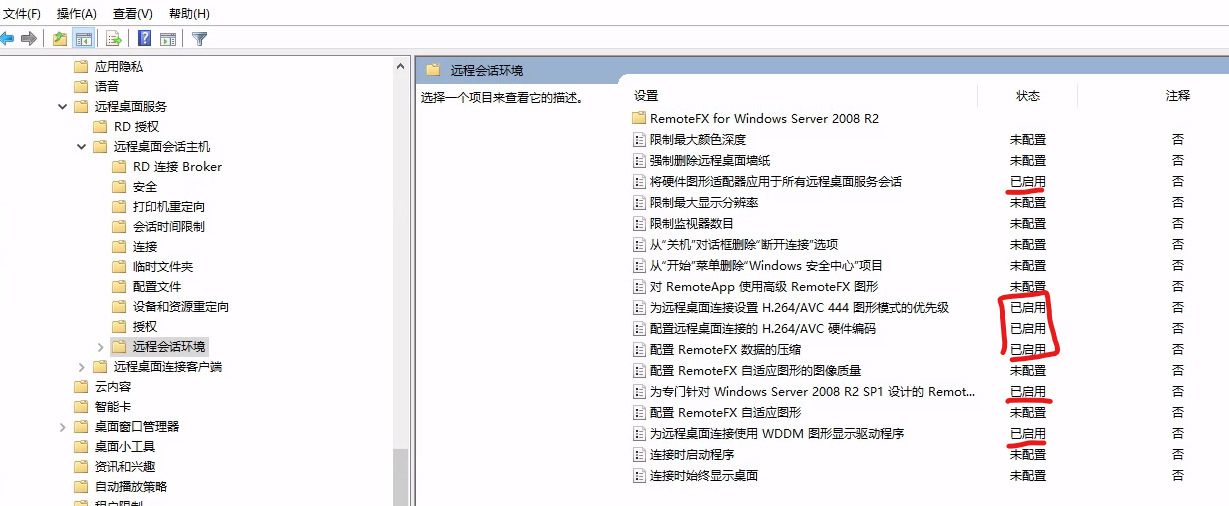 文件(F) 操作(A) 查看(V) 帮助(H)
应用隐私
语音
远程桌面服务
RD 授权
远程桌面会话主机
RD 连接 Broker
安全
打印机重定向
会话时间限制
连接
临时文件夹
配置文件
设备和资源重定向
授权
远程会话环境
远程桌面连接客户端
云内容
智能卡
桌面窗口管理器
桌面小工具
资讯和兴趣
自动播放策略
远程会话环境
选择一个项目来查看它的描述。
设置 状态 注释
RemoteFX for Windows Server 2008 R2
限制最大颜色深度 未配置 否
强制删除远程桌面墙纸 未配置 否
将硬件图形适配器应用于所有远程桌面服务会话 已启用 否
限制最大显示分辨率 未配置 否
限制监视器数目 未配置 否
从“关机”对话框删除“断开连接”选项 未配置 否
从“开始”菜单删除“Windows 安全中心”项目 未配置 否
对 RemoteApp 使用高级 RemoteFX 图形 未配置 否
为远程桌面连接设置 H.264/AVC 444 图形模式的优先级 已启用 否
配置远程桌面连接的 H.264/AVC 硬件编码 已启用 否
配置 RemoteFX 数据的压缩 已启用 否
配置 RemoteFX 自适应图形的图像质量 未配置 否
为专门针对 Windows Server 2008 R2 SP1 设计的 Remot... 已启用 否
配置 RemoteFX 自适应图形 未配置 否
为远程桌面连接使用 WDDM 图形显示驱动程序 已启用 否
连接时启动程序 未配置 否
连接时始终显示桌面 未配置 否